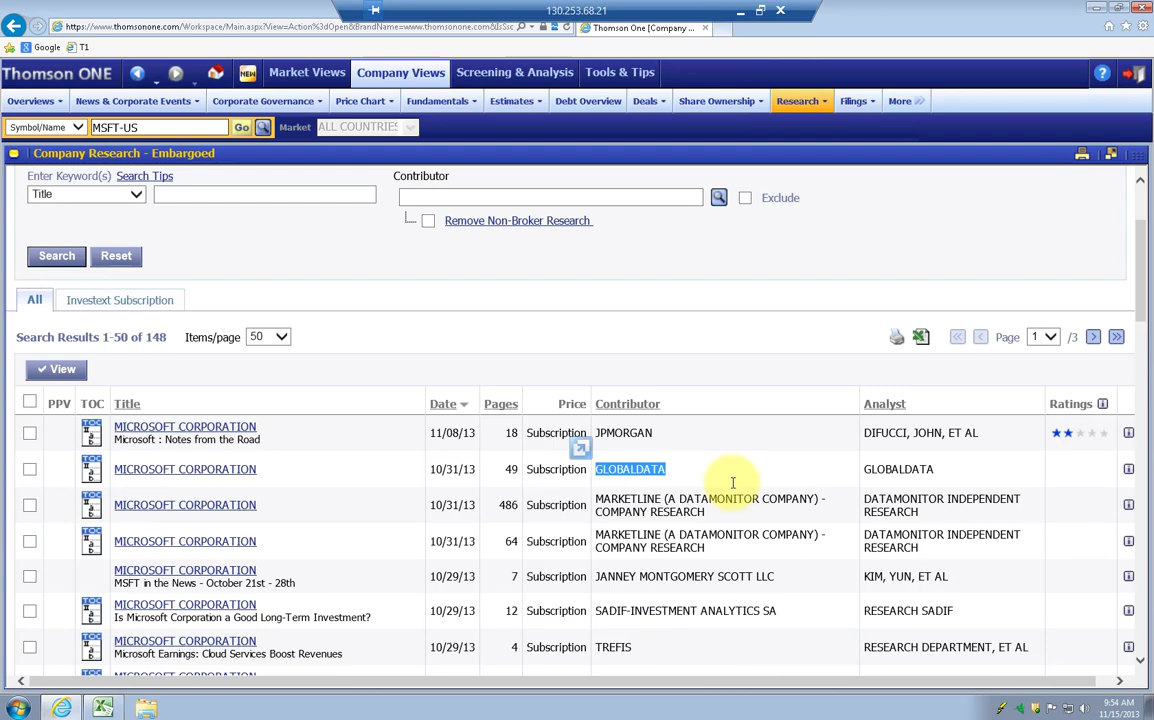 130.253.68.21
https://www.thomsonone.com/Workspace/Main.aspx?View=Action%3dOpen&BrandName=www.thomsonone.com&IsSsc
Thomson One [Company ...
Google
T1
Thomson ONE
NEW
Market Views
Company Views
Screening & Analysis
Tools & Tips
Overviews
News & Corporate Events
Corporate Governance
Price Chart
Fundamentals
Estimates
Debt Overview
Deals
Share Ownership
Research
Filings
More
Symbol/Name
MSFT-US
Go
Market
ALL COUNTRIES
Company Research - Embargoed
Enter Keyword(s) Search Tips
Contributor
Title
Exclude
Remove Non-Broker Research
Search
Reset
All
Investext Subscription
Search Results 1-50 of 148
Items/page
50
Page
1
/3
View
PPV TOC Title Date Pages Price Contributor Analyst Ratings
TOC MICROSOFT CORPORATION 11/08/13 18 Subscription JPMORGAN DIFUCCI, JOHN, ET AL
Microsoft : Notes from the Road
TOC MICROSOFT CORPORATION 10/31/13 49 Subscription GLOBALDATA GLOBALDATA
TOC MICROSOFT CORPORATION 10/31/13 486 Subscription MARKETLINE (A DATAMONITOR COMPANY) - DATAMONITOR INDEPENDENT
COMPANY RESEARCH RESEARCH
TOC MICROSOFT CORPORATION 10/31/13 64 Subscription MARKETLINE (A DATAMONITOR COMPANY) - DATAMONITOR INDEPENDENT
COMPANY RESEARCH RESEARCH
MICROSOFT CORPORATION 10/29/13 7 Subscription JANNEY MONTGOMERY SCOTT LLC KIM, YUN, ET AL
MSFT in the News - October 21st - 28th
TOC MICROSOFT CORPORATION 10/29/13 12 Subscription SADIF-INVESTMENT ANALYTICS SA RESEARCH SADIF
Is Microsoft Corporation a Good Long-Term Investment?
TOC MICROSOFT CORPORATION 10/29/13 4 Subscription TREFIS RESEARCH DEPARTMENT, ET AL
Microsoft Earnings: Cloud Services Boost Revenues
9:54 AM
11/15/2013